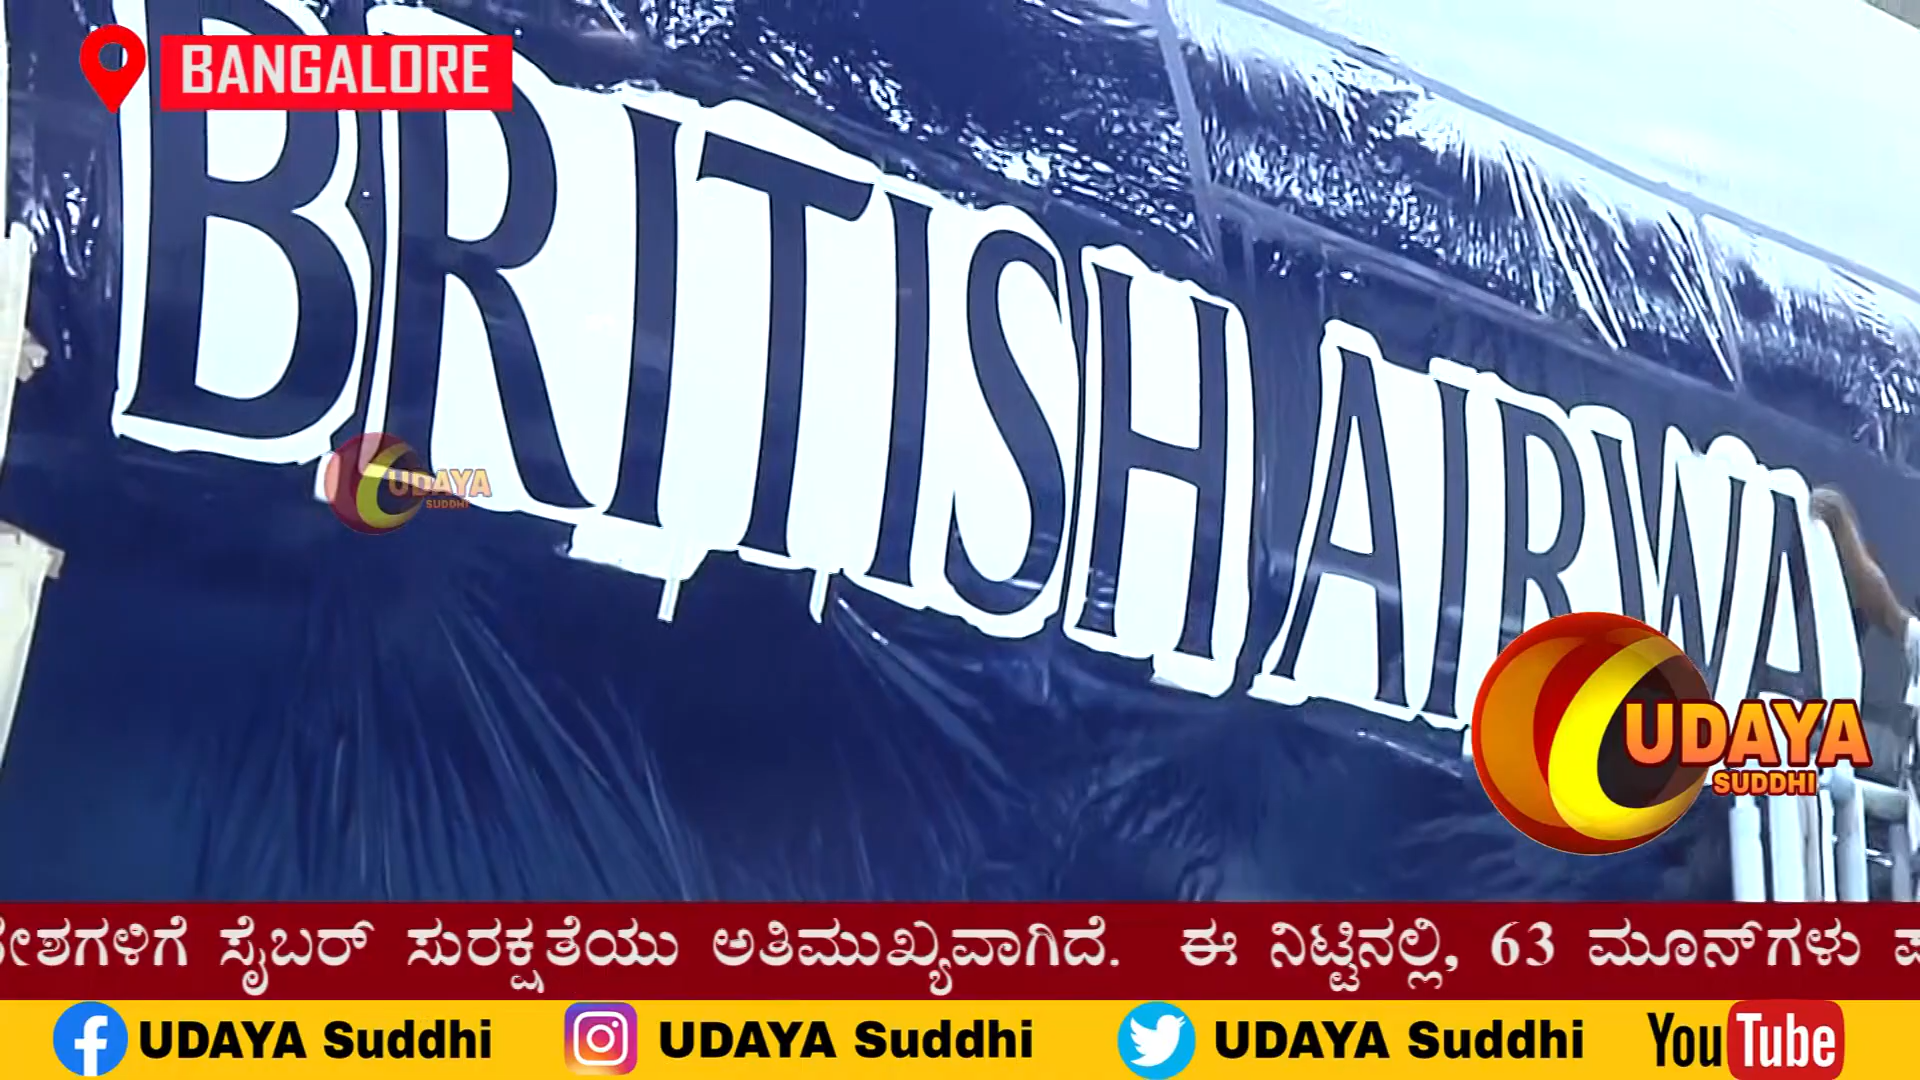 BANGALORE
BRITISH AIRWA
UDAYA
SUDDHI
UDAYA
SUDDHI
ಸೈಬರ್ ಸುರಕ್ಷತೆಯು ಅತಿಮುಖ್ಯವಾಗಿದೆ. ಈ ನಿಟ್ಟಿನಲ್ಲಿ, 63 ಮೂನ್‌ಗಳು
UDAYA Suddhi UDAYA Suddhi UDAYA Suddhi YouTube